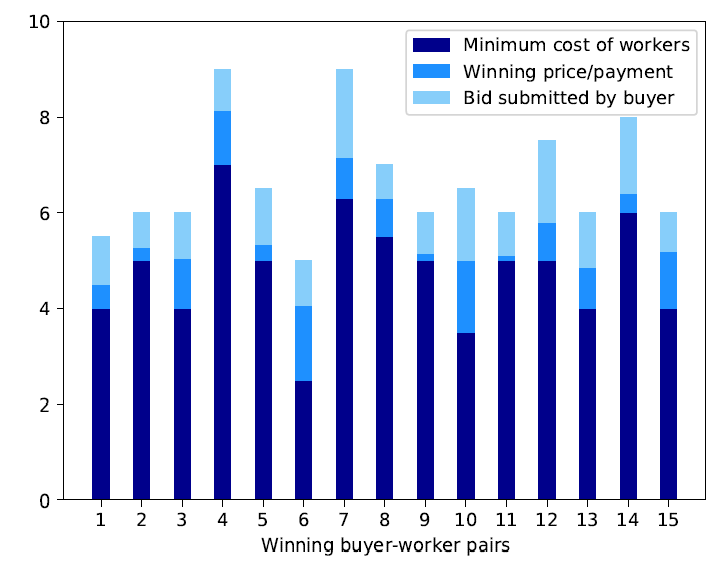 10
8
6
4
2
0
Minimum cost of workers
Winning price/payment
Bid submitted by buyer
1 2 3 4 5 6 7 8 9 10 11 12 13 14 15
Winning buyer-worker pairs